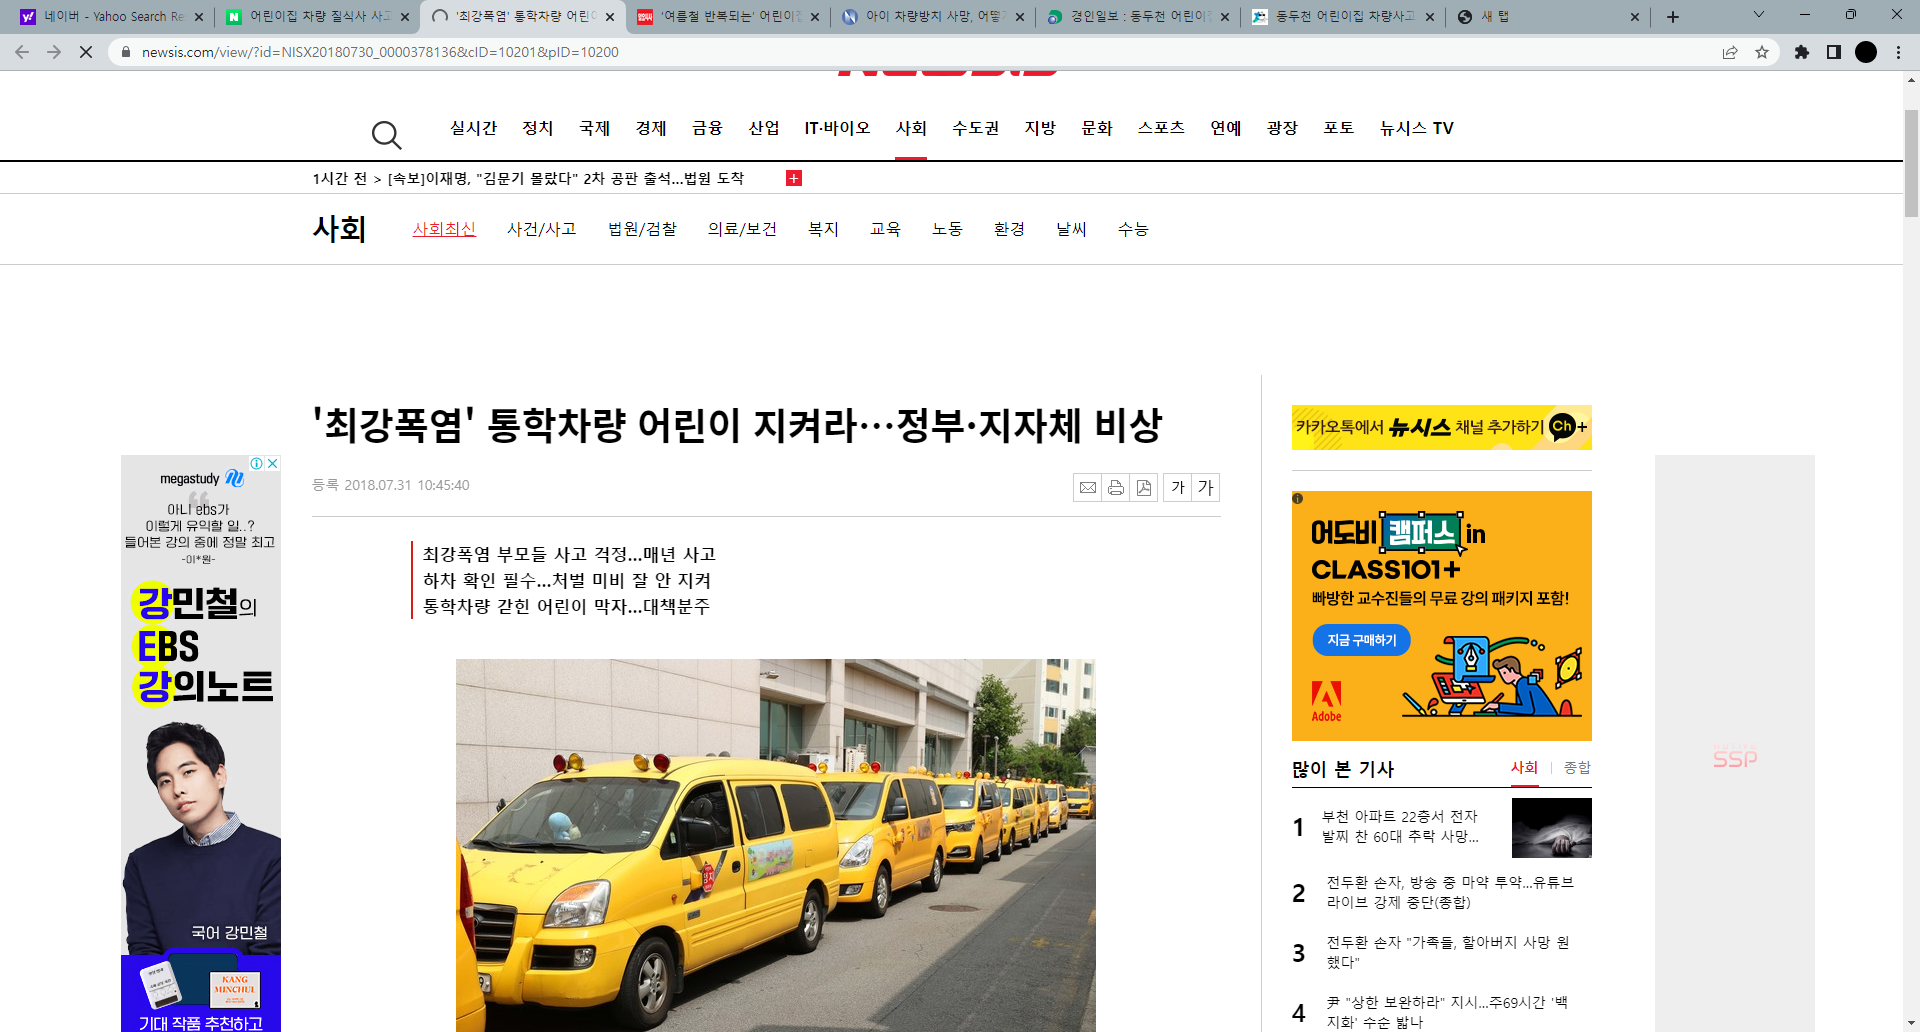 네이버 - Yahoo Search Re
어린이집 차량 질식사 사고
'최강폭염' 통학차량 어린이
'여름철 반복되는' 어린이집
아이 차량방치 사망, 어떻게
경인일보 : 동두천 어린이집
동두천 어린이집 차량사고
새 탭
newsis.com/view/?id=NISX20180730_0000378136&cID=10201&pID=10200
실시간 정치 국제 경제 금융 산업 IT·바이오 사회 수도권 지방 문화 스포츠 연예 광장 포토 뉴시스 TV
1시간 전 > [속보]이재명, "김문기 몰랐다" 2차 공판 출석…법원 도착
사회 사회최신 사건/사고 법원/검찰 의료/보건 복지 교육 노동 환경 날씨 수능
'최강폭염' 통학차량 어린이 지켜라…정부·지자체 비상
등록 2018.07.31 10:45:40
가 가
최강폭염 부모들 사고 걱정…매년 사고
하차 확인 필수…처벌 미비 잘 안 지켜
통학차량 갇힌 어린이 막자…대책분주
megastudy
아니 ebs가
이렇게 유익할 일..?
들어본 강의 중에 정말 최고
-이*원-
강민철의
EBS
강의노트
국어 강민철
KANG
MINCHUL
기대 작품 추천하고
카카오톡에서 뉴시스 채널 추가하기 Ch+
어도비 캠퍼스 in
CLASS101+
빠방한 교수진들의 무료 강의 패키지 포함!
지금 구매하기
Adobe
많이 본 기사 사회 종합
1 부천 아파트 22층서 전자
발찌 찬 60대 추락 사망…
2 전두환 손자, 방송 중 마약 투약…유튜브
라이브 강제 중단(종합)
3 전두환 손자 "가족들, 할아버지 사망 원
했다"
4 尹 "상한 보완하라" 지시…주69시간 '백
지화' 수순 밟나
SSP